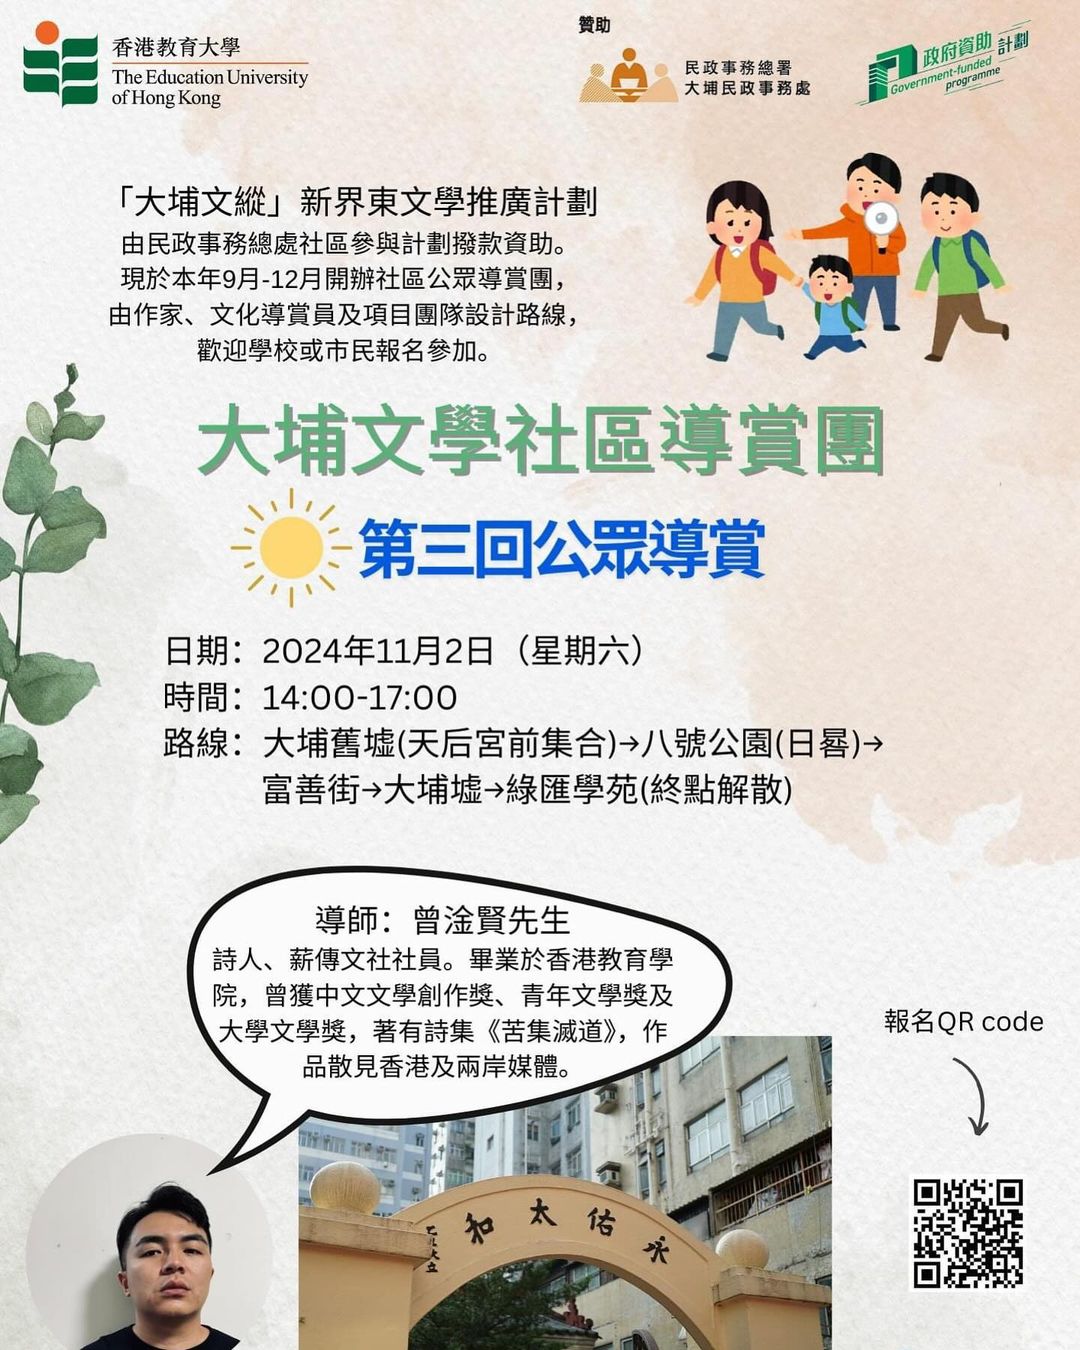 香港教育大學
The Education University
of Hong Kong
贊助
民政事務總署
大埔民政事務處
政府資助計劃
Government-funded
programme
「大埔文縱」新界東文學推廣計劃
由民政事務總處社區參與計劃撥款資助。
現於本年9月-12月開辦社區公眾導賞團，
由作家、文化導賞員及項目團隊設計路線，
歡迎學校或市民報名參加。
大埔文學社區導賞團
第三回公眾導賞
日期：2024年11月2日（星期六）
時間：14:00-17:00
路線：大埔舊墟(天后宮前集合)→八號公園(日晷)→
富善街→大埔墟→綠匯學苑(終點解散)
導師：曾淦賢先生
詩人、薪傳文社社員。畢業於香港教育學
院，曾獲中文文學創作獎、青年文學獎及
大學文學獎，著有詩集《苦集滅道》，作
品散見香港及兩岸媒體。
報名QR code
和太佑永